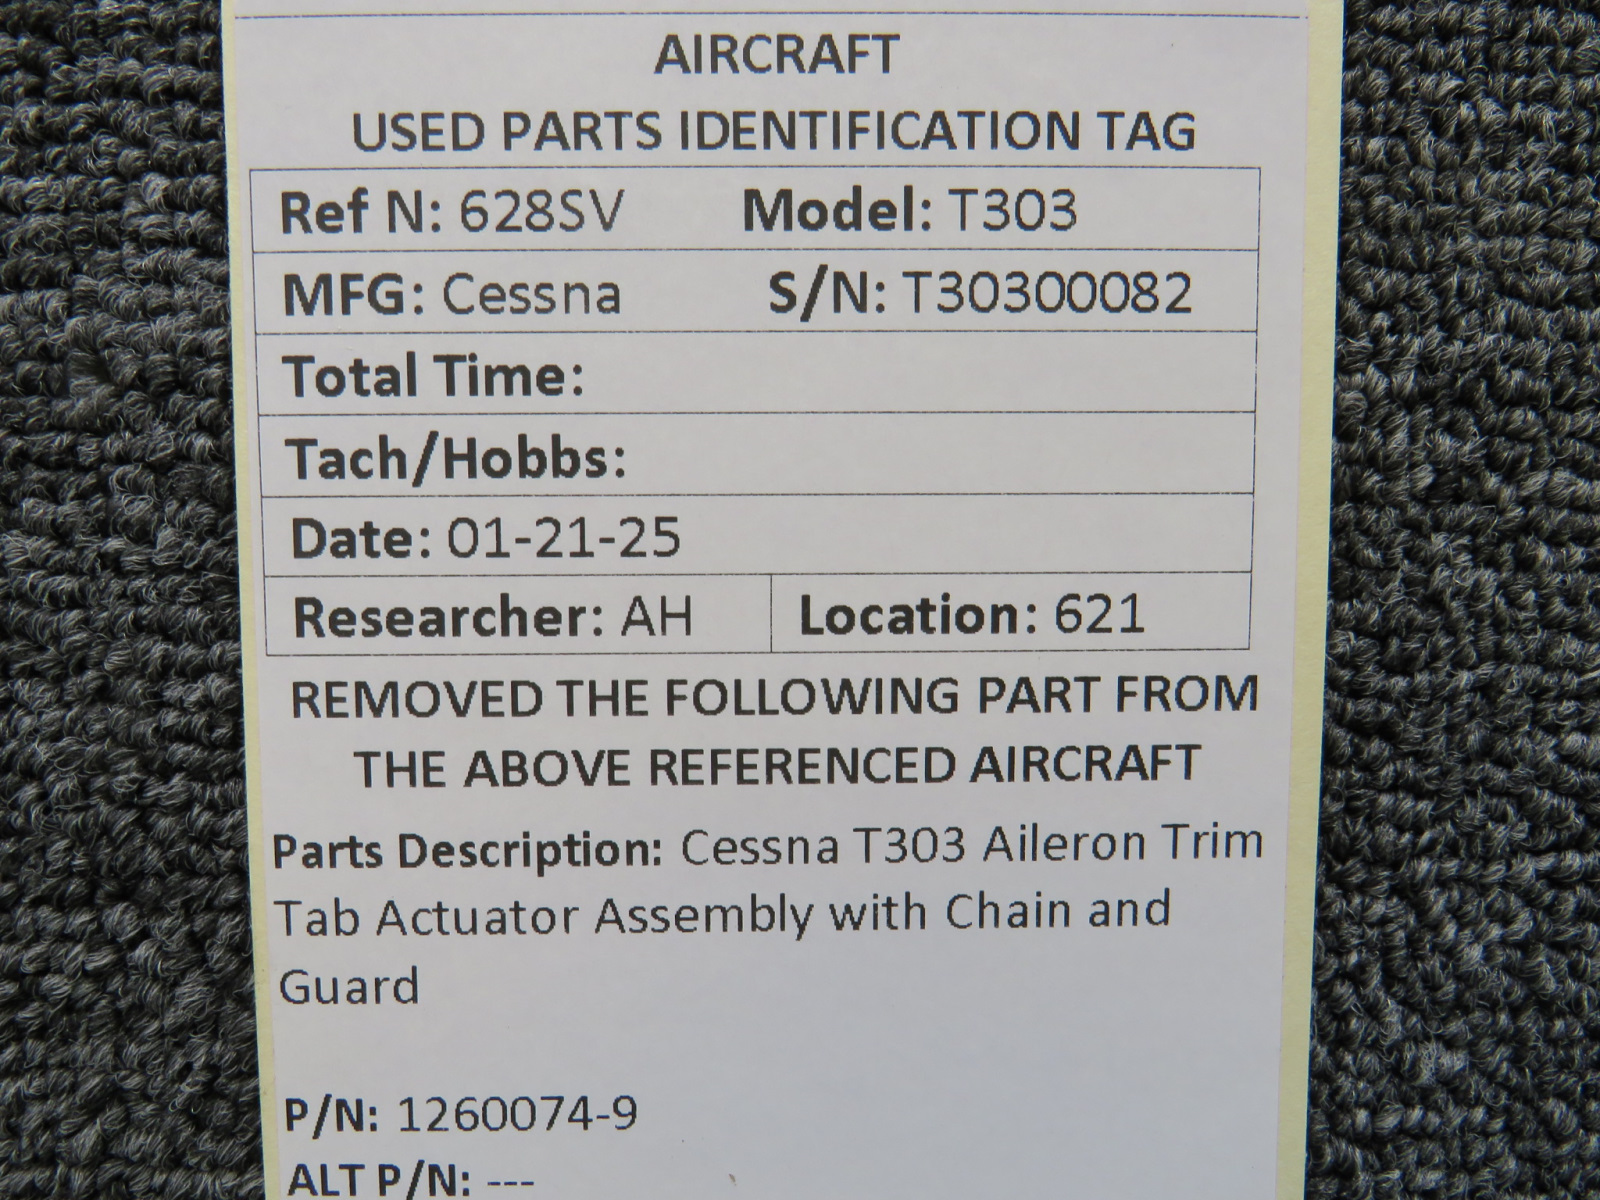 AIRCRAFT
USED PARTS IDENTIFICATION TAG
Ref N: 628SV Model: T303
MFG: Cessna S/N: T30300082
Total Time:
Tach/Hobbs:
Date: 01-21-25
Researcher: AH Location: 621
REMOVED THE FOLLOWING PART FROM
THE ABOVE REFERENCED AIRCRAFT
Parts Description: Cessna T303 Aileron Trim
Tab Actuator Assembly with Chain and
Guard
P/N: 1260074-9
ALT P/N: ---